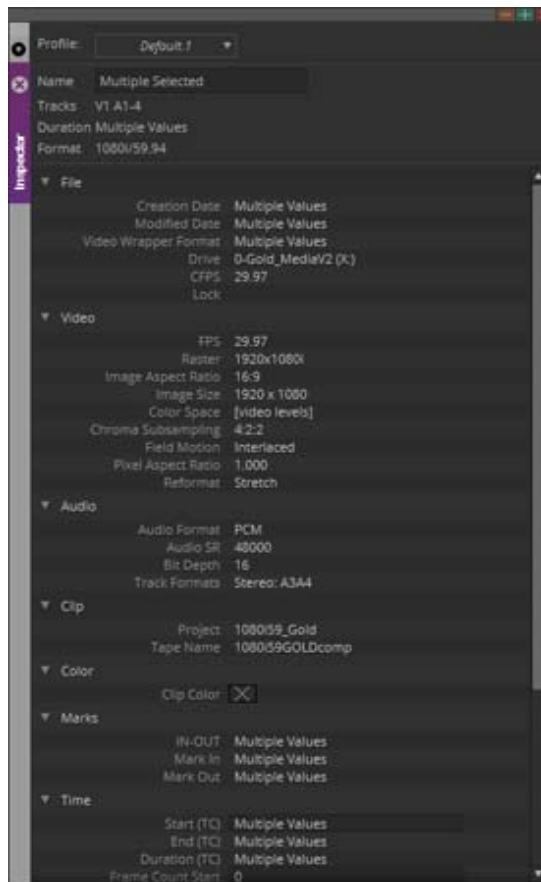 Profile: Default.1
Name Multiple Selected
Tracks V1 A1-4
Duration Multiple Values
Format 1080i/59.94
Inspector
File
Creation Date Multiple Values
Modified Date Multiple Values
Video Wrapper Format Multiple Values
Drive 0-Gold_MediaV2 (X:)
CFPS 29.97
Lock
Video
FPS 29.97
Raster 1920x1080i
Image Aspect Ratio 16:9
Image Size 1920 x 1080
Color Space [video levels]
Chroma Subsampling 4:2:2
Field Motion Interlaced
Pixel Aspect Ratio 1.000
Reformat Stretch
Audio
Audio Format PCM
Audio SR 48000
Bit Depth 16
Track Formats Stereo: A3A4
Clip
Project 1080i59_Gold
Tape Name 1080i59GOLDcomp
Color
Clip Color
Marks
IN-OUT Multiple Values
Mark In Multiple Values
Mark Out Multiple Values
Time
Start (TC) Multiple Values
End (TC) Multiple Values
Duration (TC) Multiple Values
Frame Count Start 0